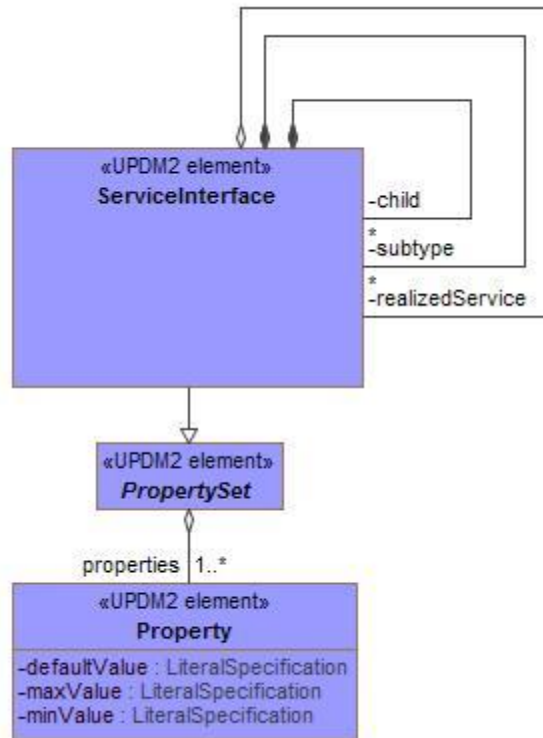 «UPDM2 element»
ServiceInterface
-child
*
-subtype
*
-realizedService
«UPDM2 element»
PropertySet
properties 1..*
«UPDM2 element»
Property
-defaultValue : LiteralSpecification
-maxValue : LiteralSpecification
-minValue : LiteralSpecification